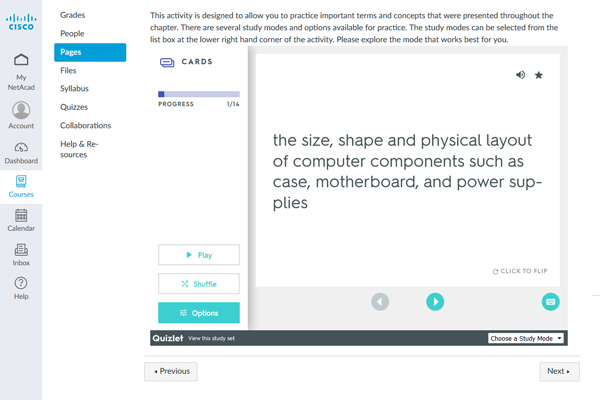 CISCO
My
NetAcad
Account
Dashboard
Courses
Calendar
Inbox
Help
Grades
People
Pages
Files
Syllabus
Quizzes
Collaborations
Help & Re-
sources
This activity is designed to allow you to practice important terms and concepts that were presented throughout the
chapter. There are several study modes and options available for practice. The study modes can be selected from the
list box at the lower right hand corner of the activity. Please explore the mode that works best for you.
CARDS
PROGRESS 1/14
Play
Shuffle
Options
the size, shape and physical layout
of computer components such as
case, motherboard, and power sup-
plies
CLICK TO FLIP
Quizlet View this study set
Choose a Study Mode
Previous
Next